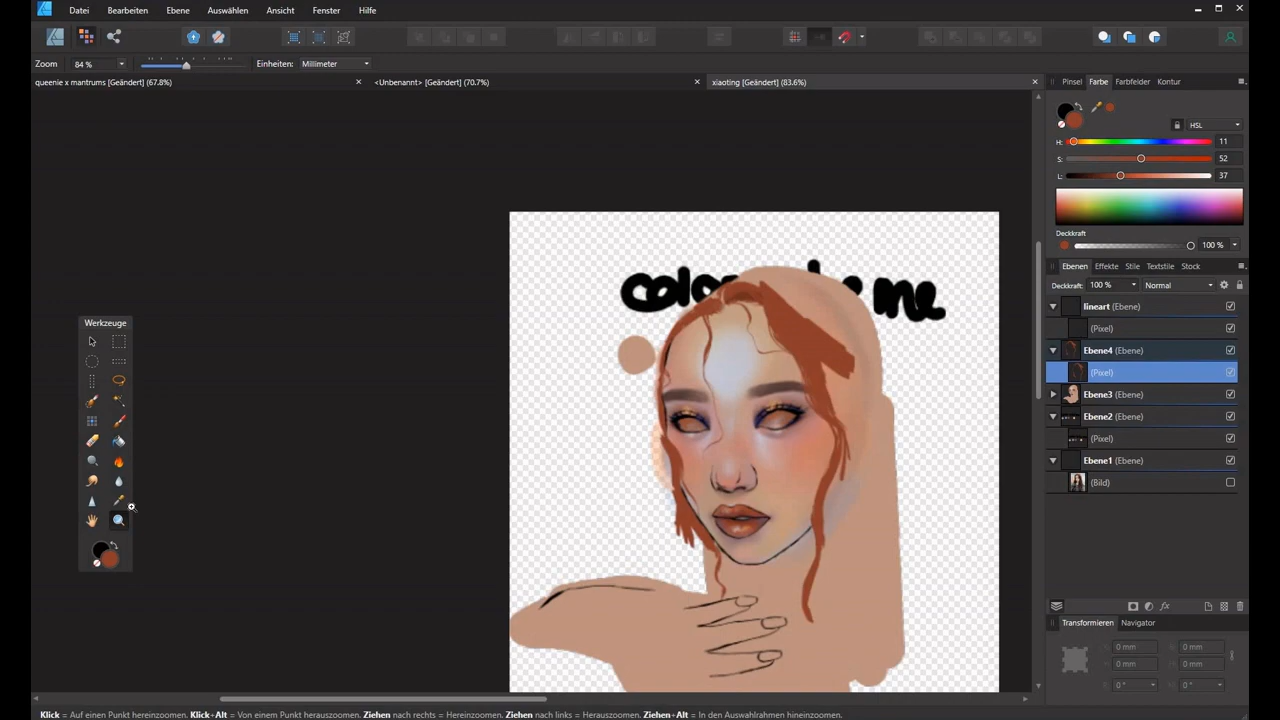 Datei Bearbeiten Ebene Auswählen Ansicht Fenster Hilfe
Zoom 84 % Einheiten: Millimeter
queenie x mantrums [Geändert] (67.8%) <Unbenannt> [Geändert] (70.7%) xiaoting [Geändert] (83.6%)
Pinsel Farbe Farbfelder Kontur
HSL
H: 11
S: 52
L: 37
Deckkraft
100 %
Ebenen Effekte Stile Textstile Stock
Deckkraft: 100 % Normal
lineart (Ebene)
(Pixel)
Ebene4 (Ebene)
(Pixel)
Ebene3 (Ebene)
Ebene2 (Ebene)
(Pixel)
Ebene1 (Ebene)
(Bild)
Werkzeuge
me
fx
Transformieren Navigator
X: 0 mm X: 0 mm
Y: 0 mm Y: 0 mm
0 ° 0 °
Klick = Auf einen Punkt hereinzoomen. Klick+Alt = Von einem Punkt herauszoomen. Ziehen nach rechts = Hereinzoomen. Ziehen nach links = Herauszoomen. Ziehen+Alt = In den Auswahlrahmen hineinzoomen.